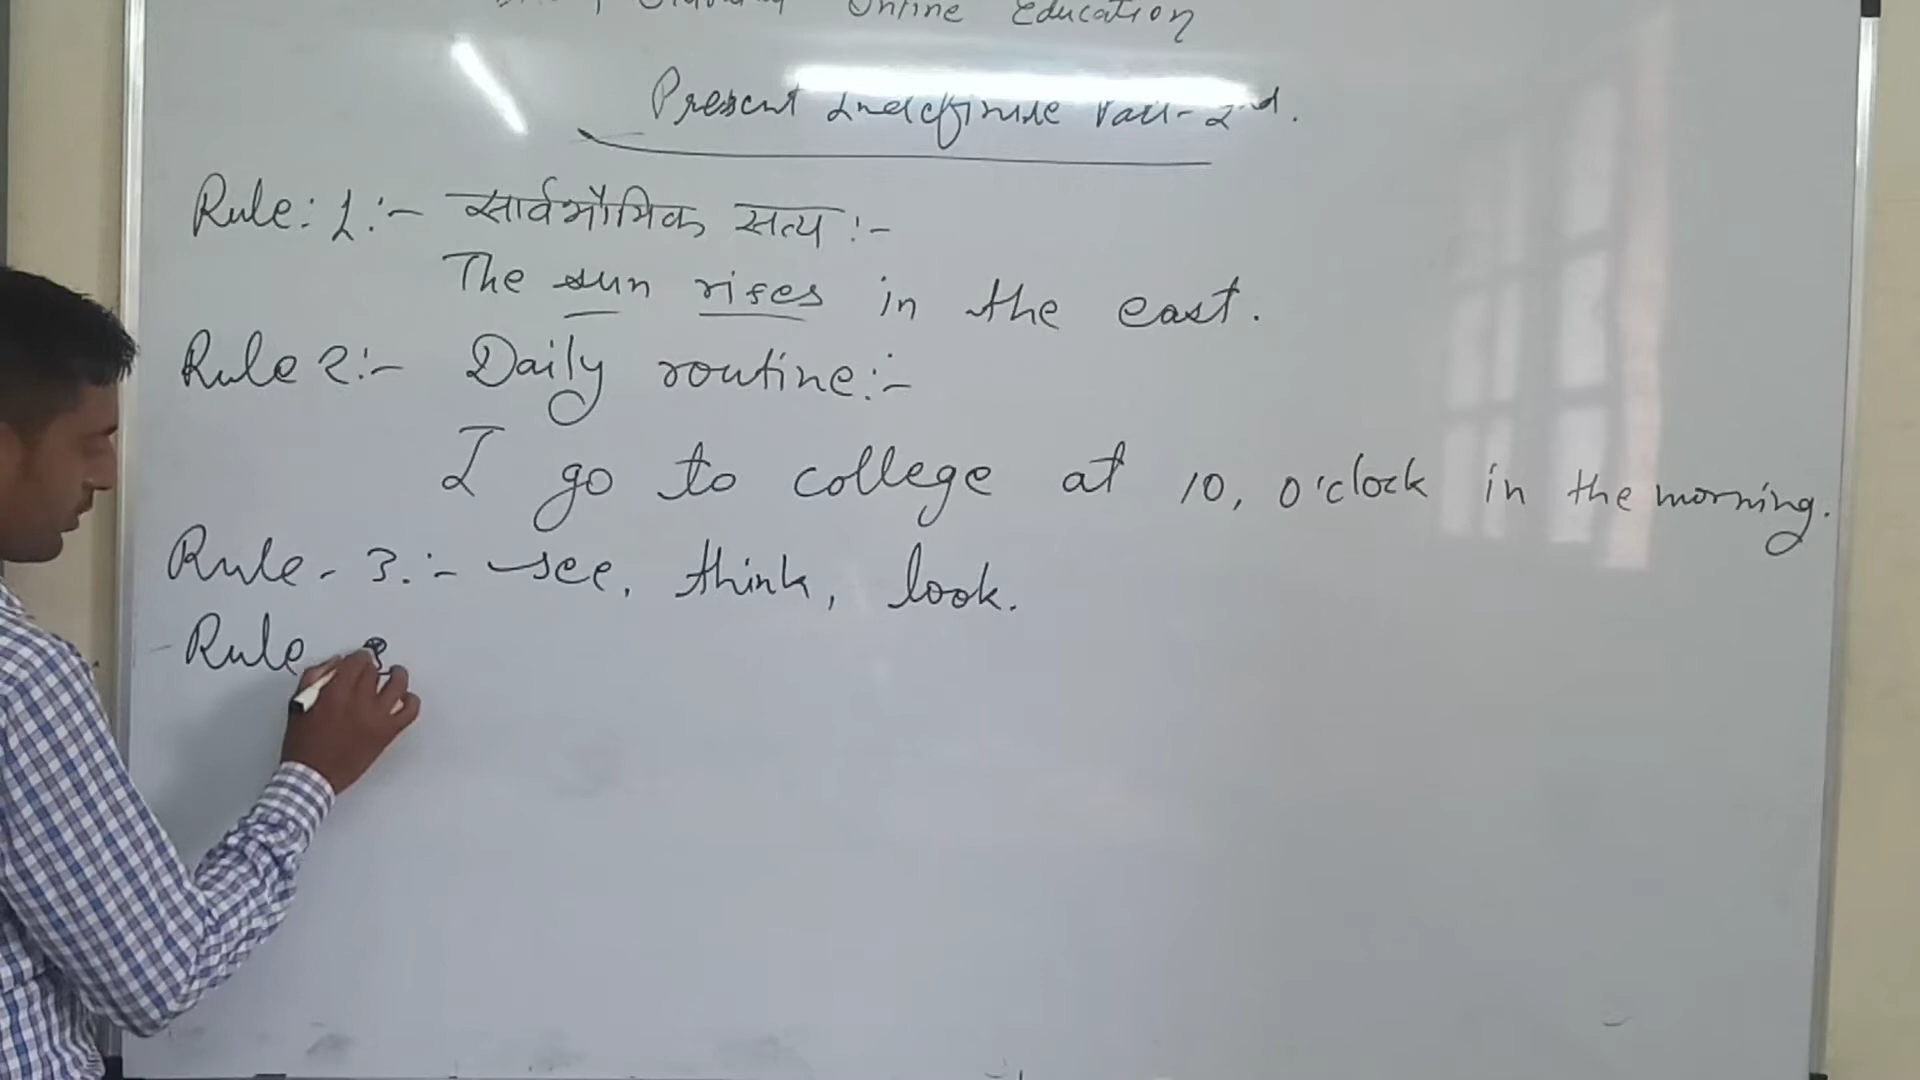 Online Education
Present Indefinite Part-2nd.
Rule: 1:- सार्वभौमिक सत्य :-
The sun rises in the east.
Rule 2:- Daily routine:-
I go to college at 10, o'clock in the morning.
Rule - 3.:- see, think, look.
Rule